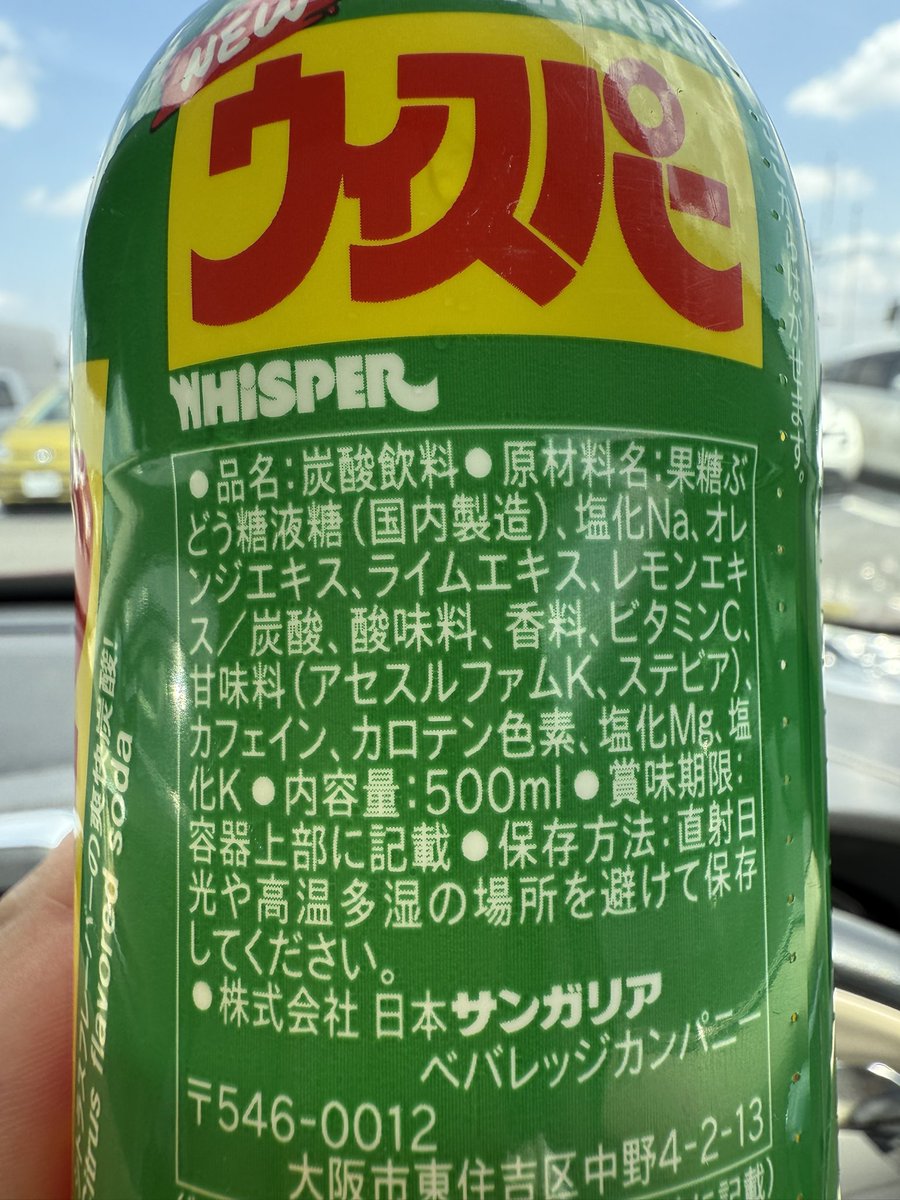 NEW
ウィスパー
WHiSPER
●品名:炭酸飲料●原材料名:果糖ぶ
どう糖液糖(国内製造)、塩化Na、オレ
ンジエキス、ライムエキス、レモンエキ
ス/炭酸、酸味料、香料、ビタミンC、
甘味料(アセスルファムK、ステビア)、
カフェイン、カロテン色素、塩化Mg、塩
化K●内容量:500ml●賞味期限:
容器上部に記載●保存方法:直射日
光や高温多湿の場所を避けて保存
してください。
●株式会社 日本サンガリア
ベバレッジカンパニー
〒546-0012
大阪市東住吉区中野4-2-13
記載)
citrus flavored soda